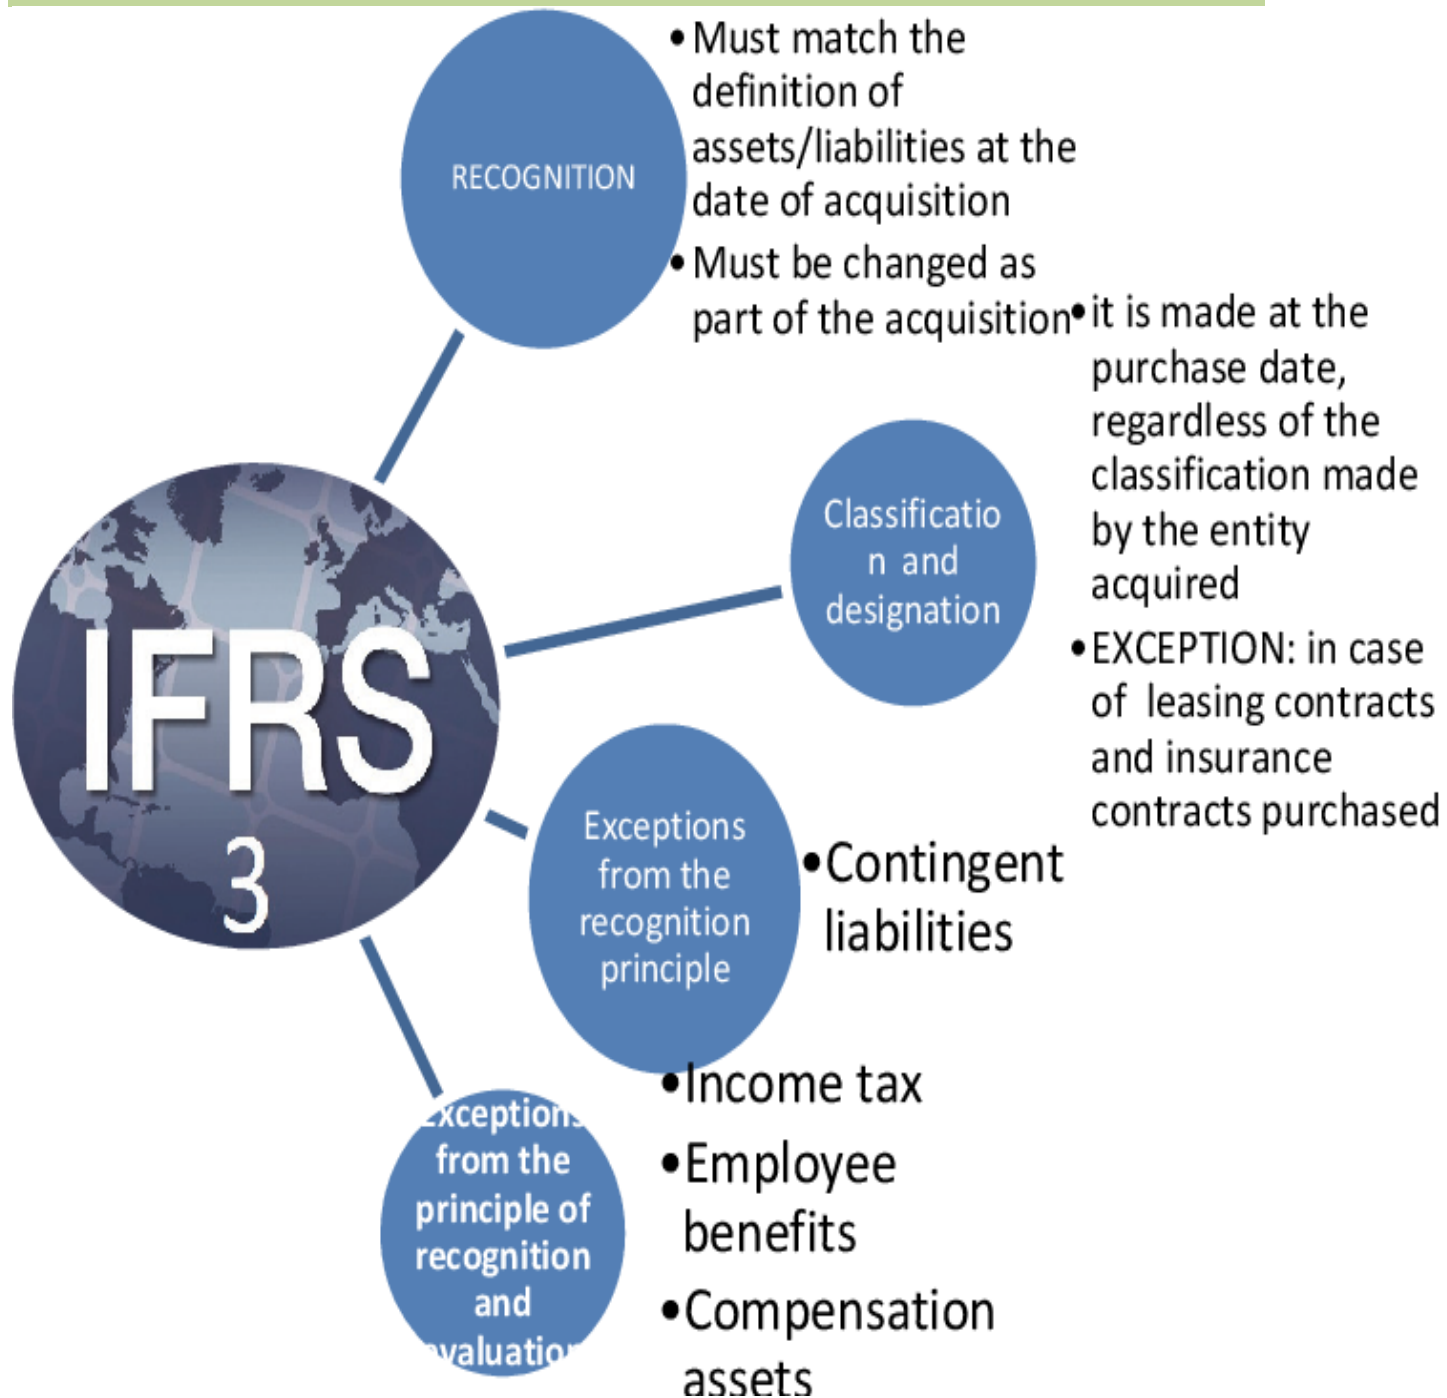 IFRS
3
RECOGNITION
•Must match the
definition of
assets/liabilities at the
date of acquisition
•Must be changed as
part of the acquisition
Classificatio
n and
designation
•it is made at the
purchase date,
regardless of the
classification made
by the entity
acquired
•EXCEPTION: in case
of leasing contracts
and insurance
contracts purchased
Exceptions
from the
recognition
principle
•Contingent
liabilities
Exceptions
from the
principle of
recognition
and
evaluation
•Income tax
•Employee
benefits
•Compensation
assets